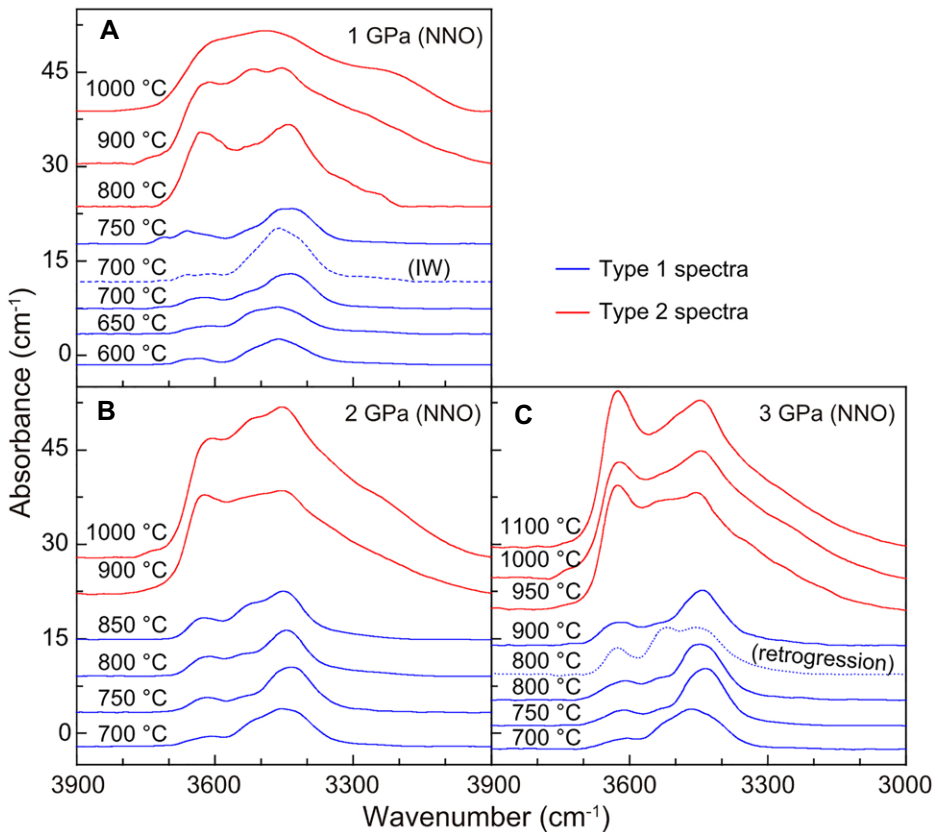 A
1 GPa (NNO)
45
1000 °C
900 °C
30
800 °C
750 °C
15
700 °C
(IW)
700 °C
650 °C
0
600 °C
Type 1 spectra
Type 2 spectra
Absorbance (cm-1)
B
2 GPa (NNO)
45
1000 °C
30
900 °C
850 °C
15
800 °C
750 °C
0
700 °C
C
3 GPa (NNO)
1100 °C
1000 °C
950 °C
900 °C
800 °C
(retrogression)
800 °C
750 °C
700 °C
3900 3600 3300 3900 3600 3300 3000
Wavenumber (cm-1)